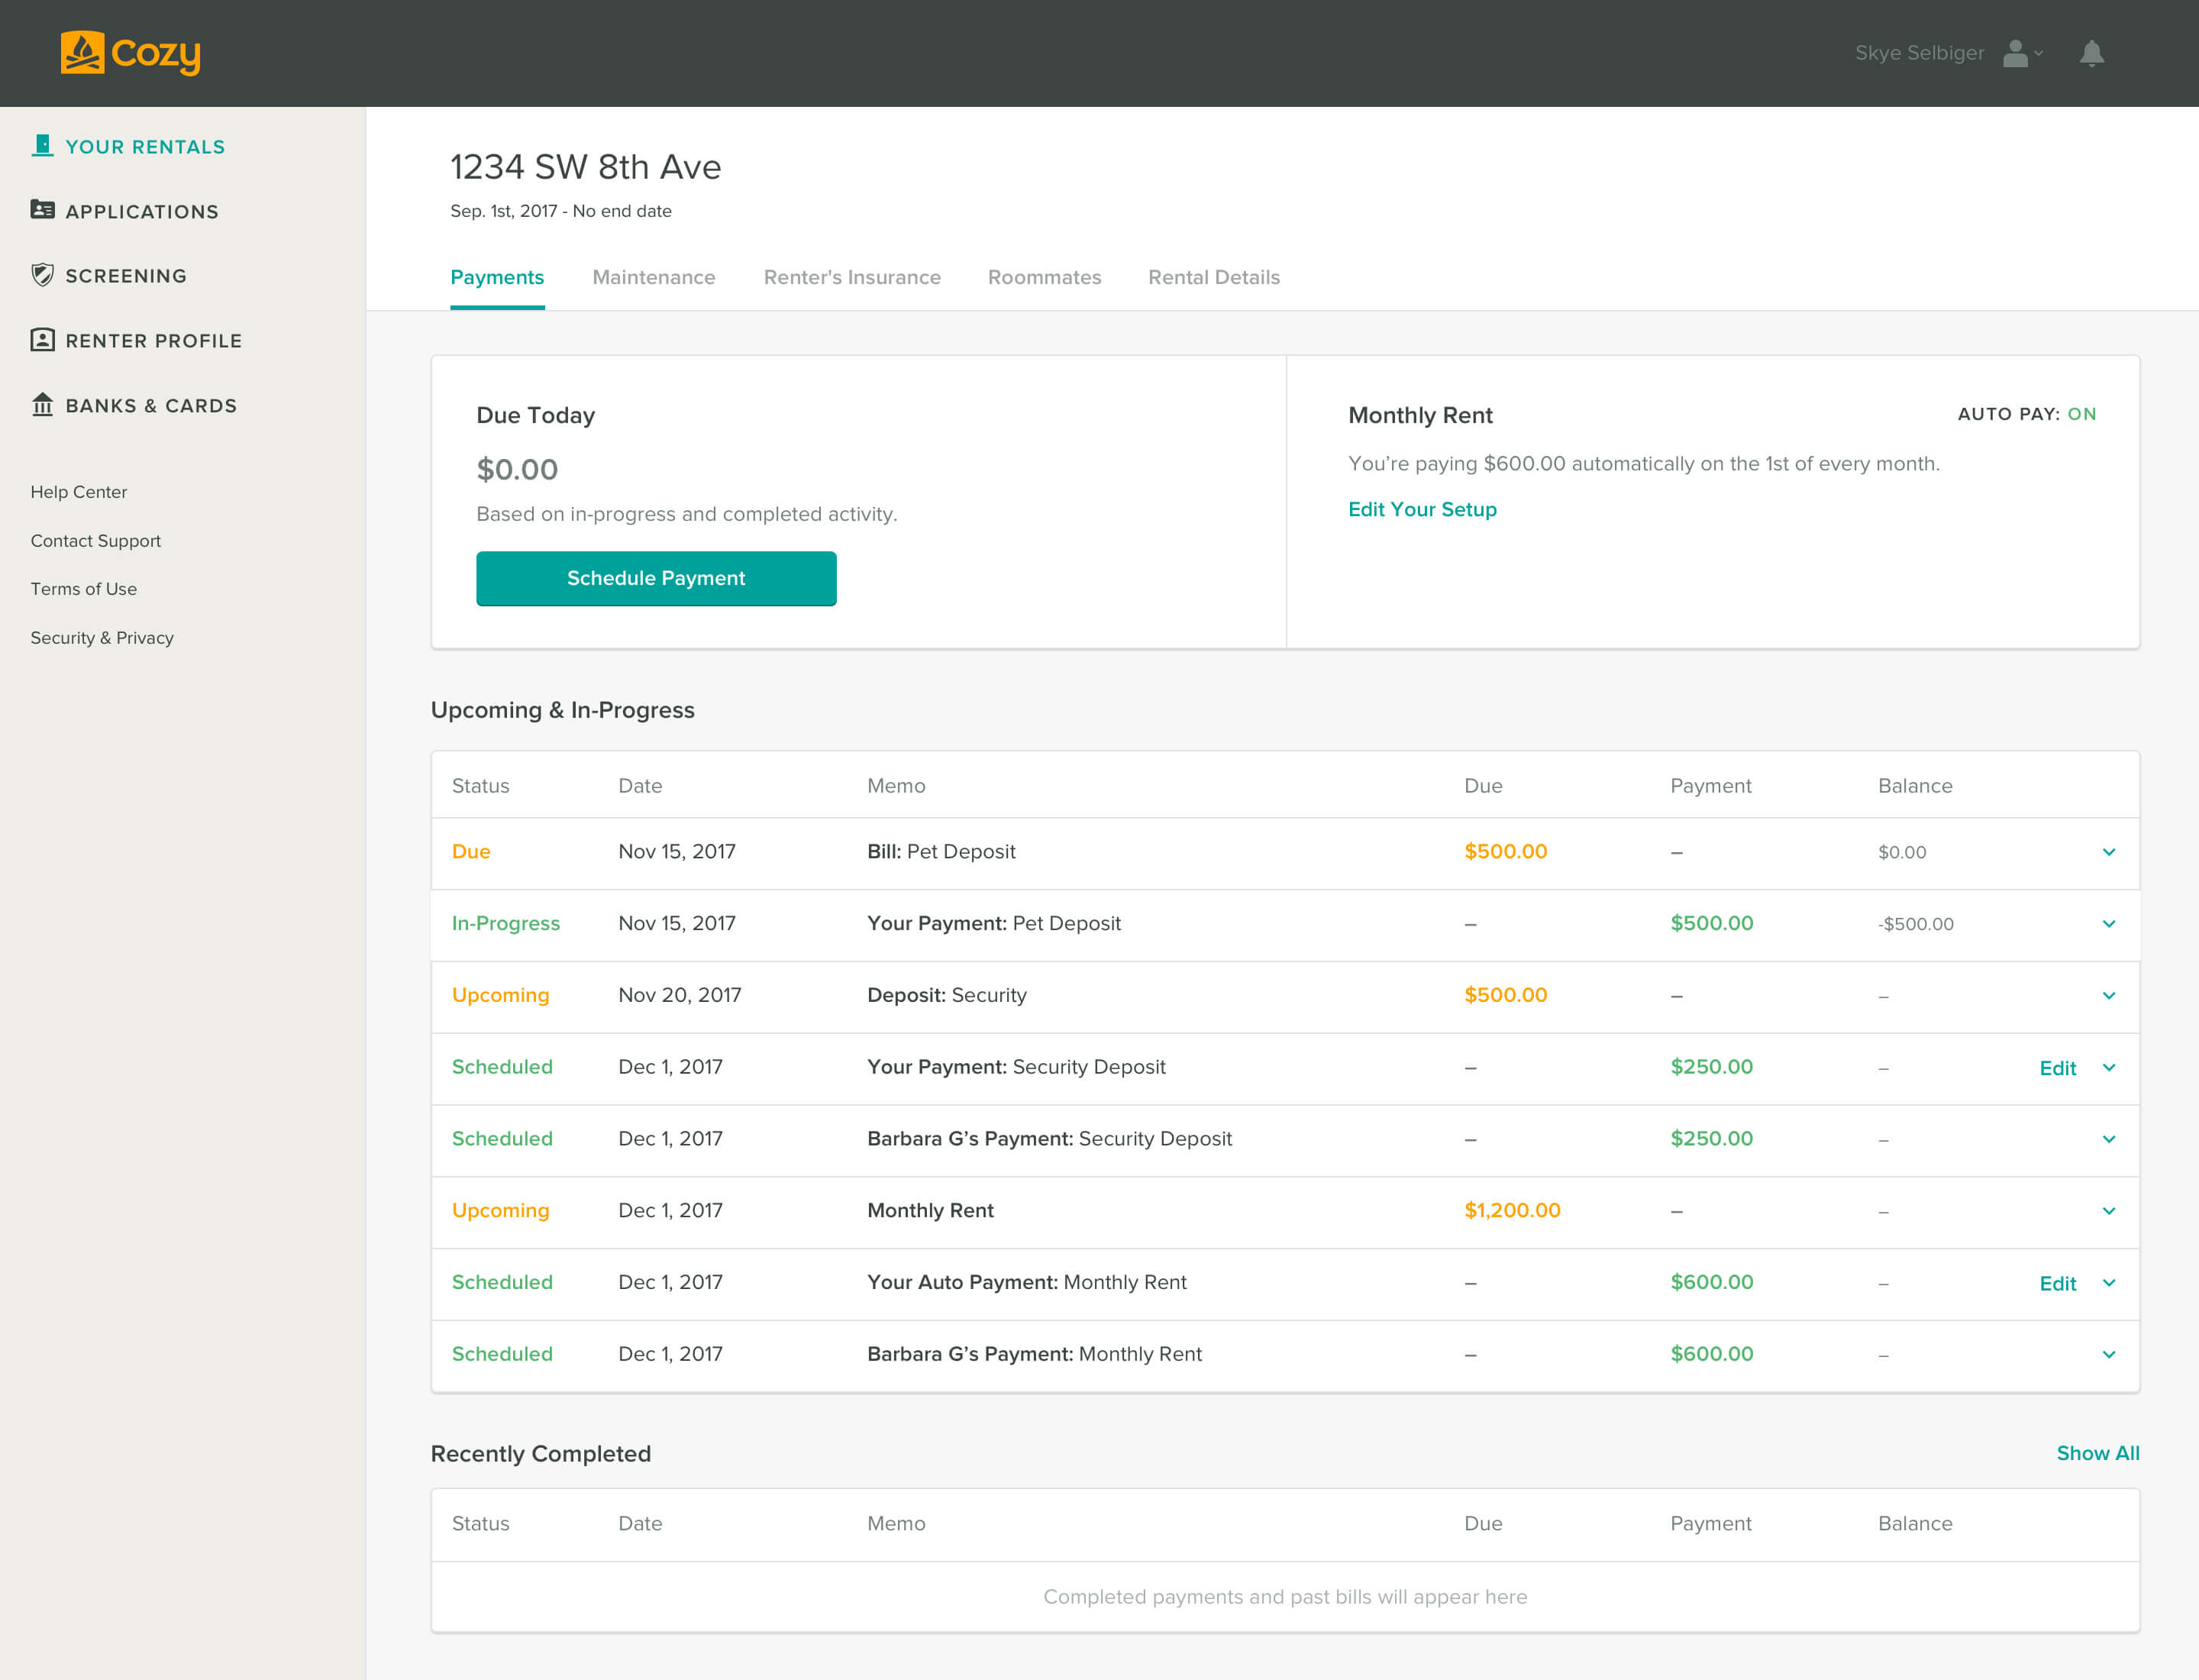 Cozy
Skye Selbiger
YOUR RENTALS
APPLICATIONS
SCREENING
RENTER PROFILE
BANKS & CARDS
Help Center
Contact Support
Terms of Use
Security & Privacy
1234 SW 8th Ave
Sep. 1st, 2017 - No end date
Payments Maintenance Renter's Insurance Roommates Rental Details
Due Today
$0.00
Based on in-progress and completed activity.
Schedule Payment
Monthly Rent AUTO PAY: ON
You’re paying $600.00 automatically on the 1st of every month.
Edit Your Setup
Upcoming & In-Progress
Status Date Memo Due Payment Balance
Due Nov 15, 2017 Bill: Pet Deposit $500.00 – $0.00
In-Progress Nov 15, 2017 Your Payment: Pet Deposit – $500.00 -$500.00
Upcoming Nov 20, 2017 Deposit: Security $500.00 – –
Scheduled Dec 1, 2017 Your Payment: Security Deposit – $250.00 – Edit
Scheduled Dec 1, 2017 Barbara G’s Payment: Security Deposit – $250.00 –
Upcoming Dec 1, 2017 Monthly Rent $1,200.00 – –
Scheduled Dec 1, 2017 Your Auto Payment: Monthly Rent – $600.00 – Edit
Scheduled Dec 1, 2017 Barbara G’s Payment: Monthly Rent – $600.00 –
Recently Completed Show All
Status Date Memo Due Payment Balance
Completed payments and past bills will appear here